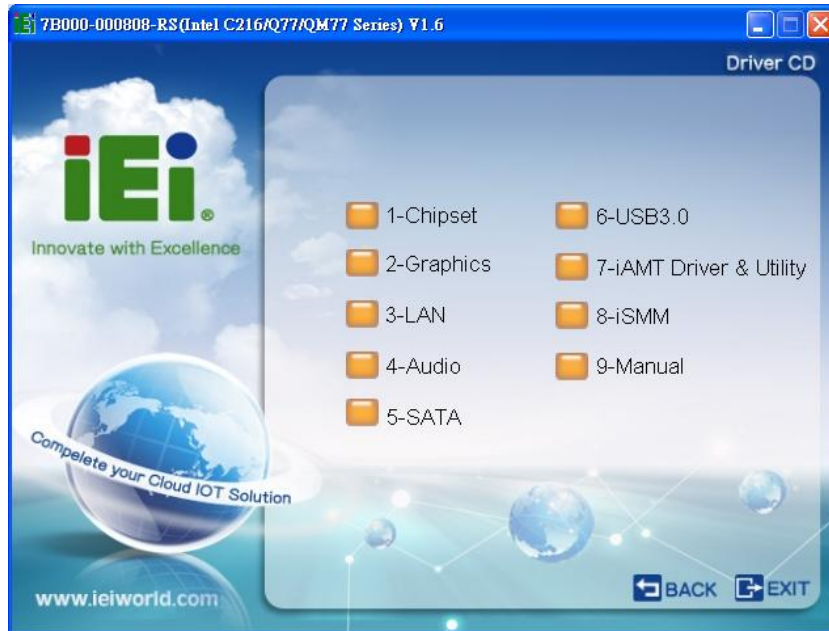 7B000-000808-RS(Intel C216/Q77/QM77 Series) V1.6
Driver CD
iEi®
Innovate with Excellence
1-Chipset
2-Graphics
3-LAN
4-Audio
5-SATA
6-USB3.0
7-iAMT Driver & Utility
8-iSMM
9-Manual
Compelete your Cloud IOT Solution
www.ieiworld.com
BACK
EXIT